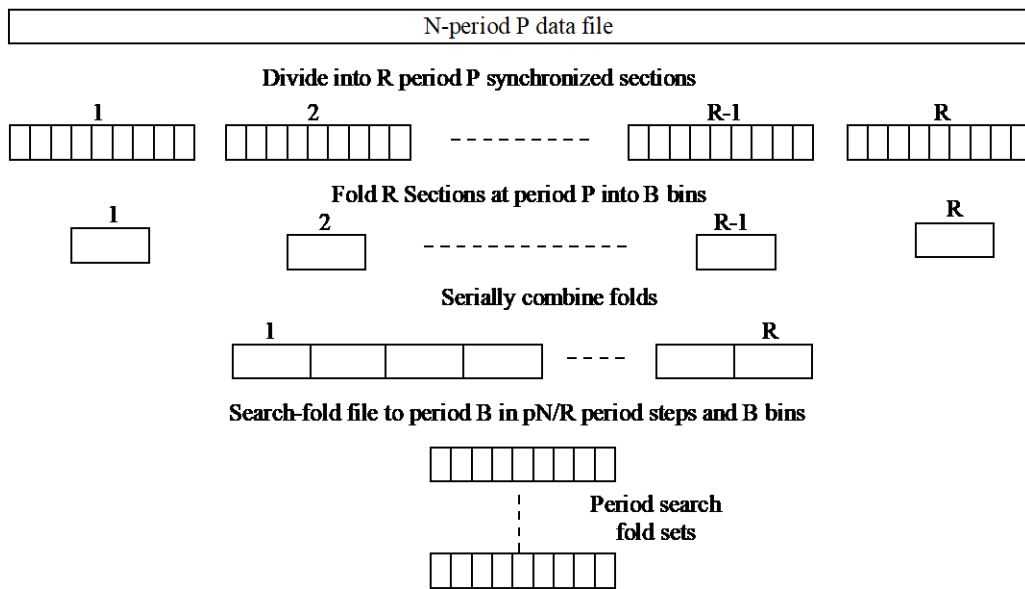 N-period P data file
Divide into R period P synchronized sections
1 2 R-1 R
Fold R Sections at period P into B bins
1 2 R-1 R
Serially combine folds
1 R
Search-fold file to period B in pN/R period steps and B bins
Period search
fold sets